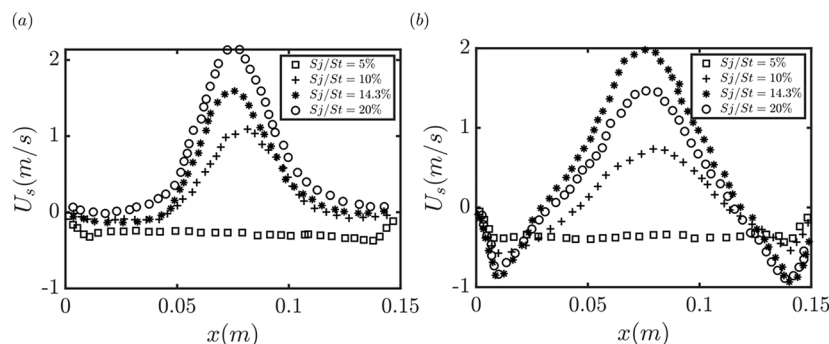 (a)
2
1
0
-1
U_s(m/s)
Sj/St = 5%
Sj/St = 10%
Sj/St = 14.3%
Sj/St = 20%
0
0.05
0.1
0.15
x(m)
(b)
2
1
0
-1
U_s(m/s)
Sj/St = 5%
Sj/St = 10%
Sj/St = 14.3%
Sj/St = 20%
0
0.05
0.1
0.15
x(m)